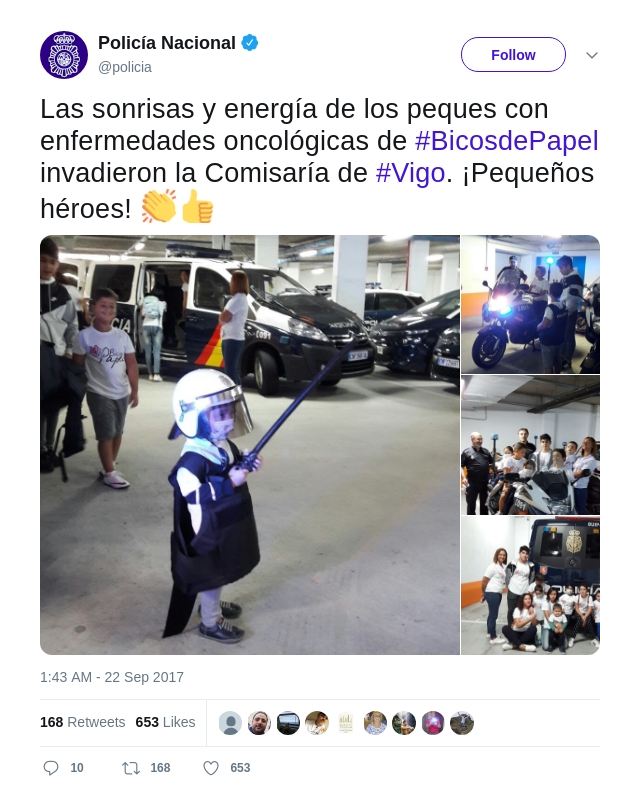 Policía Nacional
@policia
Follow
Las sonrisas y energía de los peques con
enfermedades oncológicas de #BicosdePapel
invadieron la Comisaría de #Vigo. ¡Pequeños
héroes! 👏👍
1:43 AM - 22 Sep 2017
168 Retweets 653 Likes
10 168 653